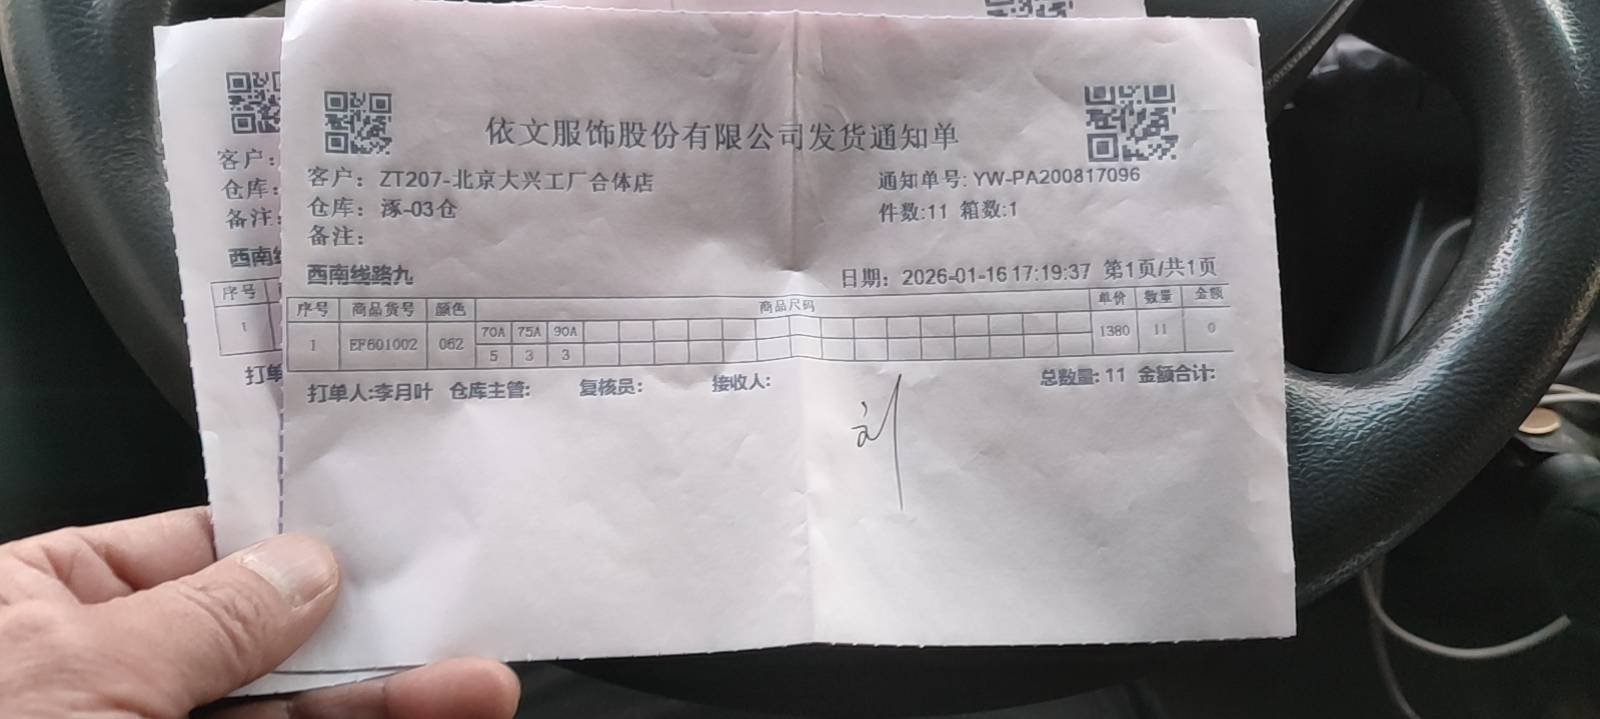 依文服饰股份有限公司发货通知单
客户：ZT207-北京大兴工厂合体店 通知单号: YW-PA200817096
仓库：涿-03仓 件数:11 箱数:1
备注：
西南线路九 日期：2026-01-16 17:19:37 第1页/共1页
序号 商品货号 颜色 商品尺码 单价 数量 金额
70A 75A 90A
1 EF601002 062 1380 11 0
5 3 3
打单人:李月叶 仓库主管: 复核员: 接收人: 总数量: 11 金额合计:
刘
客户:
仓库:
备注:
西南
序号
1
打单